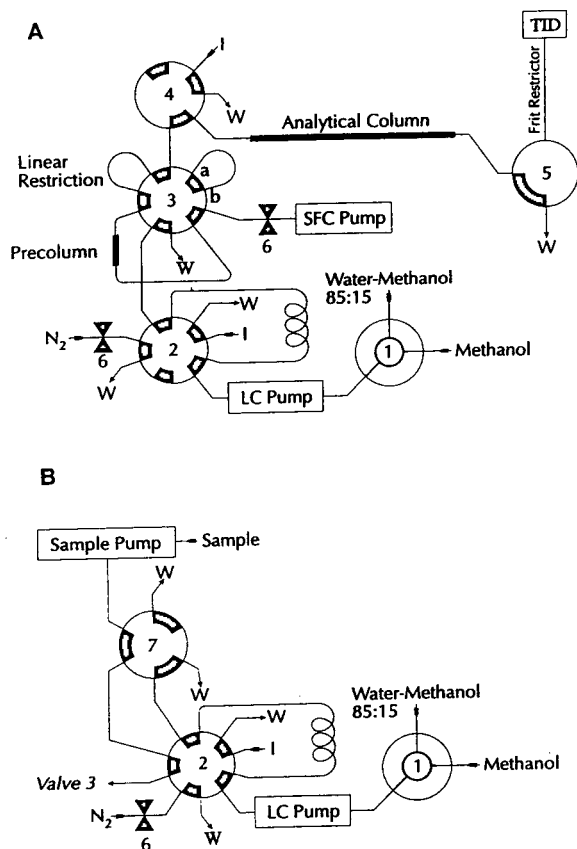 A
I
4
W
TID
Frit Restrictor
Analytical Column
5
W
Linear
Restriction
a
3
b
SFC Pump
6
Precolumn
W
Water-Methanol
85:15
W
N2
6
2
I
W
1
Methanol
LC Pump
B
Sample Pump
Sample
W
7
W
Water-Methanol
85:15
W
2
I
1
Methanol
Valve 3
N2
6
W
LC Pump